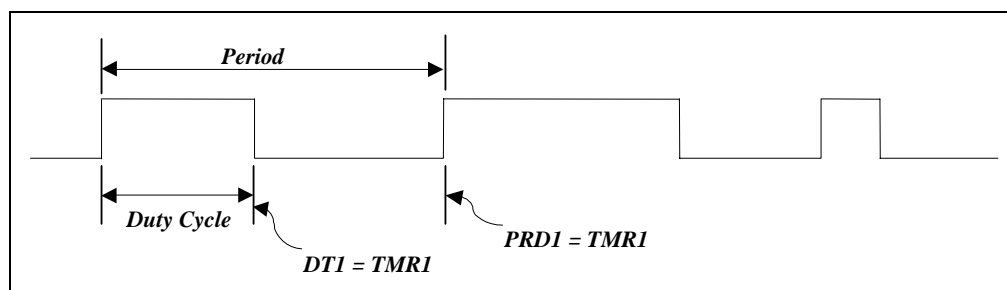 Period
Duty Cycle
PRD1 = TMR1
DT1 = TMR1